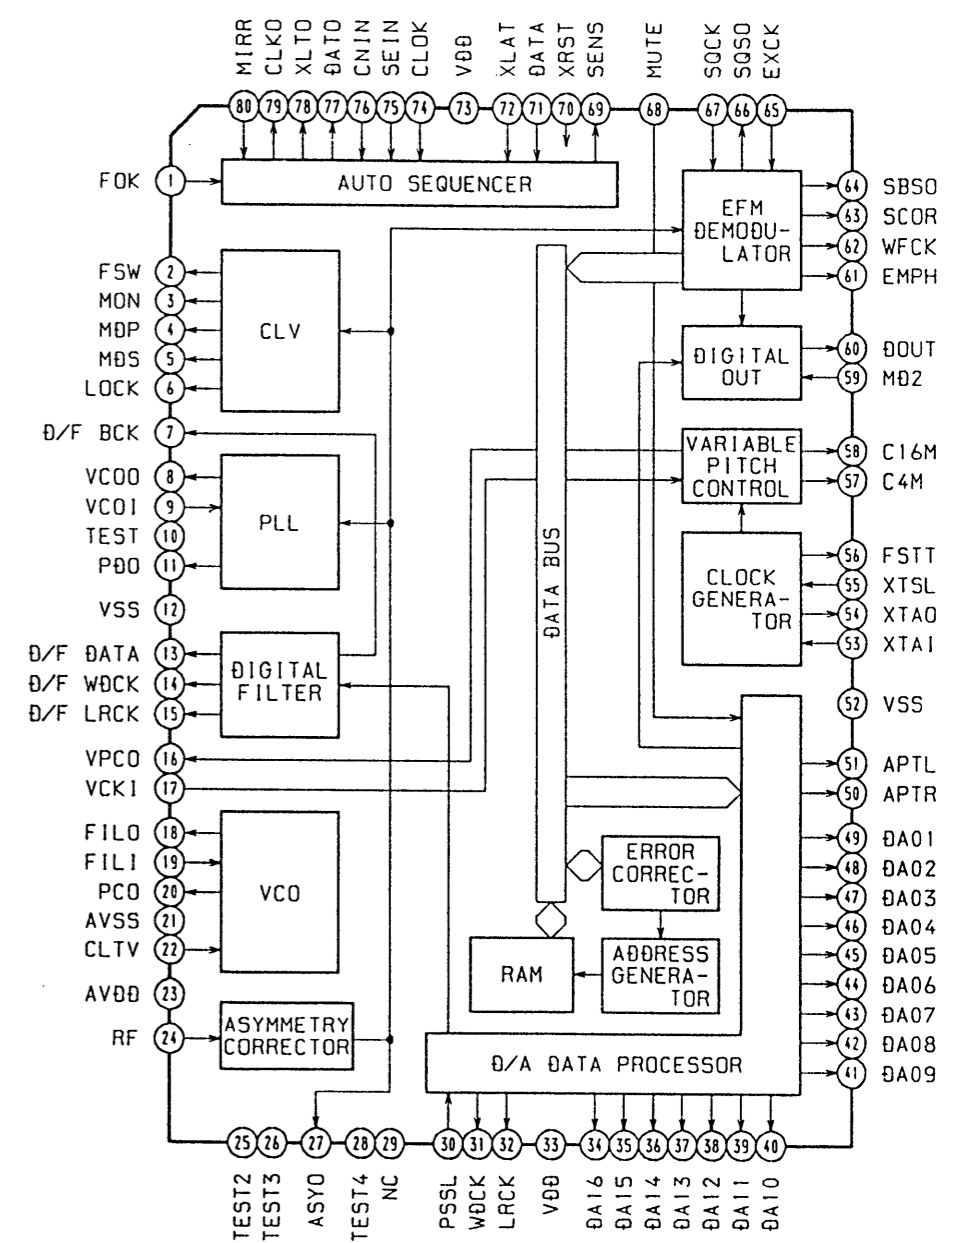 MIRR
CLKO
XLTO
DATO
CNIN
SEIN
CLOK
VDD
XLAT
DATA
XRST
SENS
MUTE
SQCK
SQSO
EXCK
80
79
78
77
76
75
74
73
72
71
70
69
68
67
66
65
FOK
1
AUTO SEQUENCER
EFM
DEMODU-
LATOR
64
SBSO
63
SCOR
62
WFCK
61
EMPH
FSW
2
MON
3
MDP
4
MDS
5
LOCK
6
CLV
DIGITAL
OUT
60
DOUT
59
MD2
D/F BCK
7
VCOO
8
VCOI
9
TEST
10
PDO
11
PLL
VARIABLE
PITCH
CONTROL
58
C16M
57
C4M
DATA BUS
CLOCK
GENERA-
TOR
56
FSTT
55
XTSL
54
XTAO
53
XTAI
VSS
12
D/F DATA
13
D/F WDCK
14
D/F LRCK
15
DIGITAL
FILTER
52
VSS
VPCO
16
VCKI
17
51
APTL
50
APTR
FILO
18
FILI
19
PCO
20
AVSS
21
CLTV
22
VCO
ERROR
CORREC-
TOR
49
DA01
48
DA02
47
DA03
46
DA04
45
DA05
44
DA06
43
DA07
42
DA08
41
DA09
RAM
ADDRESS
GENERA-
TOR
AVDD
23
RF
24
ASYMMETRY
CORRECTOR
D/A DATA PROCESSOR
25
26
27
28
29
30
31
32
33
34
35
36
37
38
39
40
TEST2
TEST3
ASYO
TEST4
NC
PSSL
WDCK
LRCK
VDD
DA16
DA15
DA14
DA13
DA12
DA11
DA10